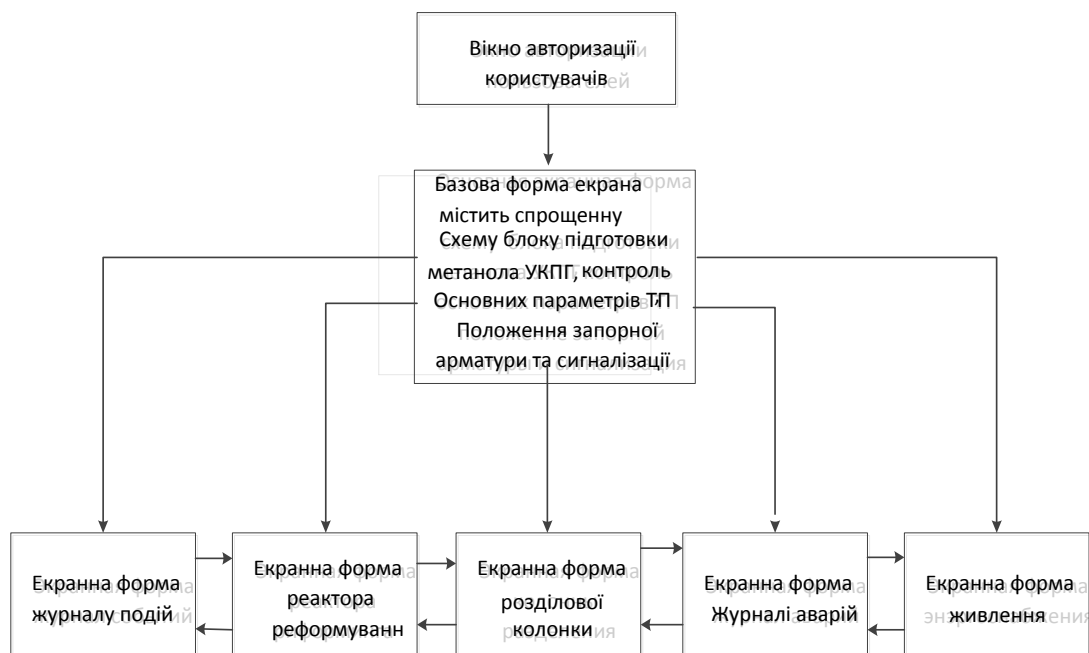 Вікно авторизації
користувачів
Базова форма екрана
містить спрощенну
Схему блоку підготовки
метанола УКПГ, контроль
Основних параметрів ТП
Положення запорної
арматури та сигналізації
Екранна форма
журналу подій
Екранна форма
реактора
реформуванн
Екранна форма
розділової
колонки
Екранна форма
Журналі аварій
Екранна форма
живлення